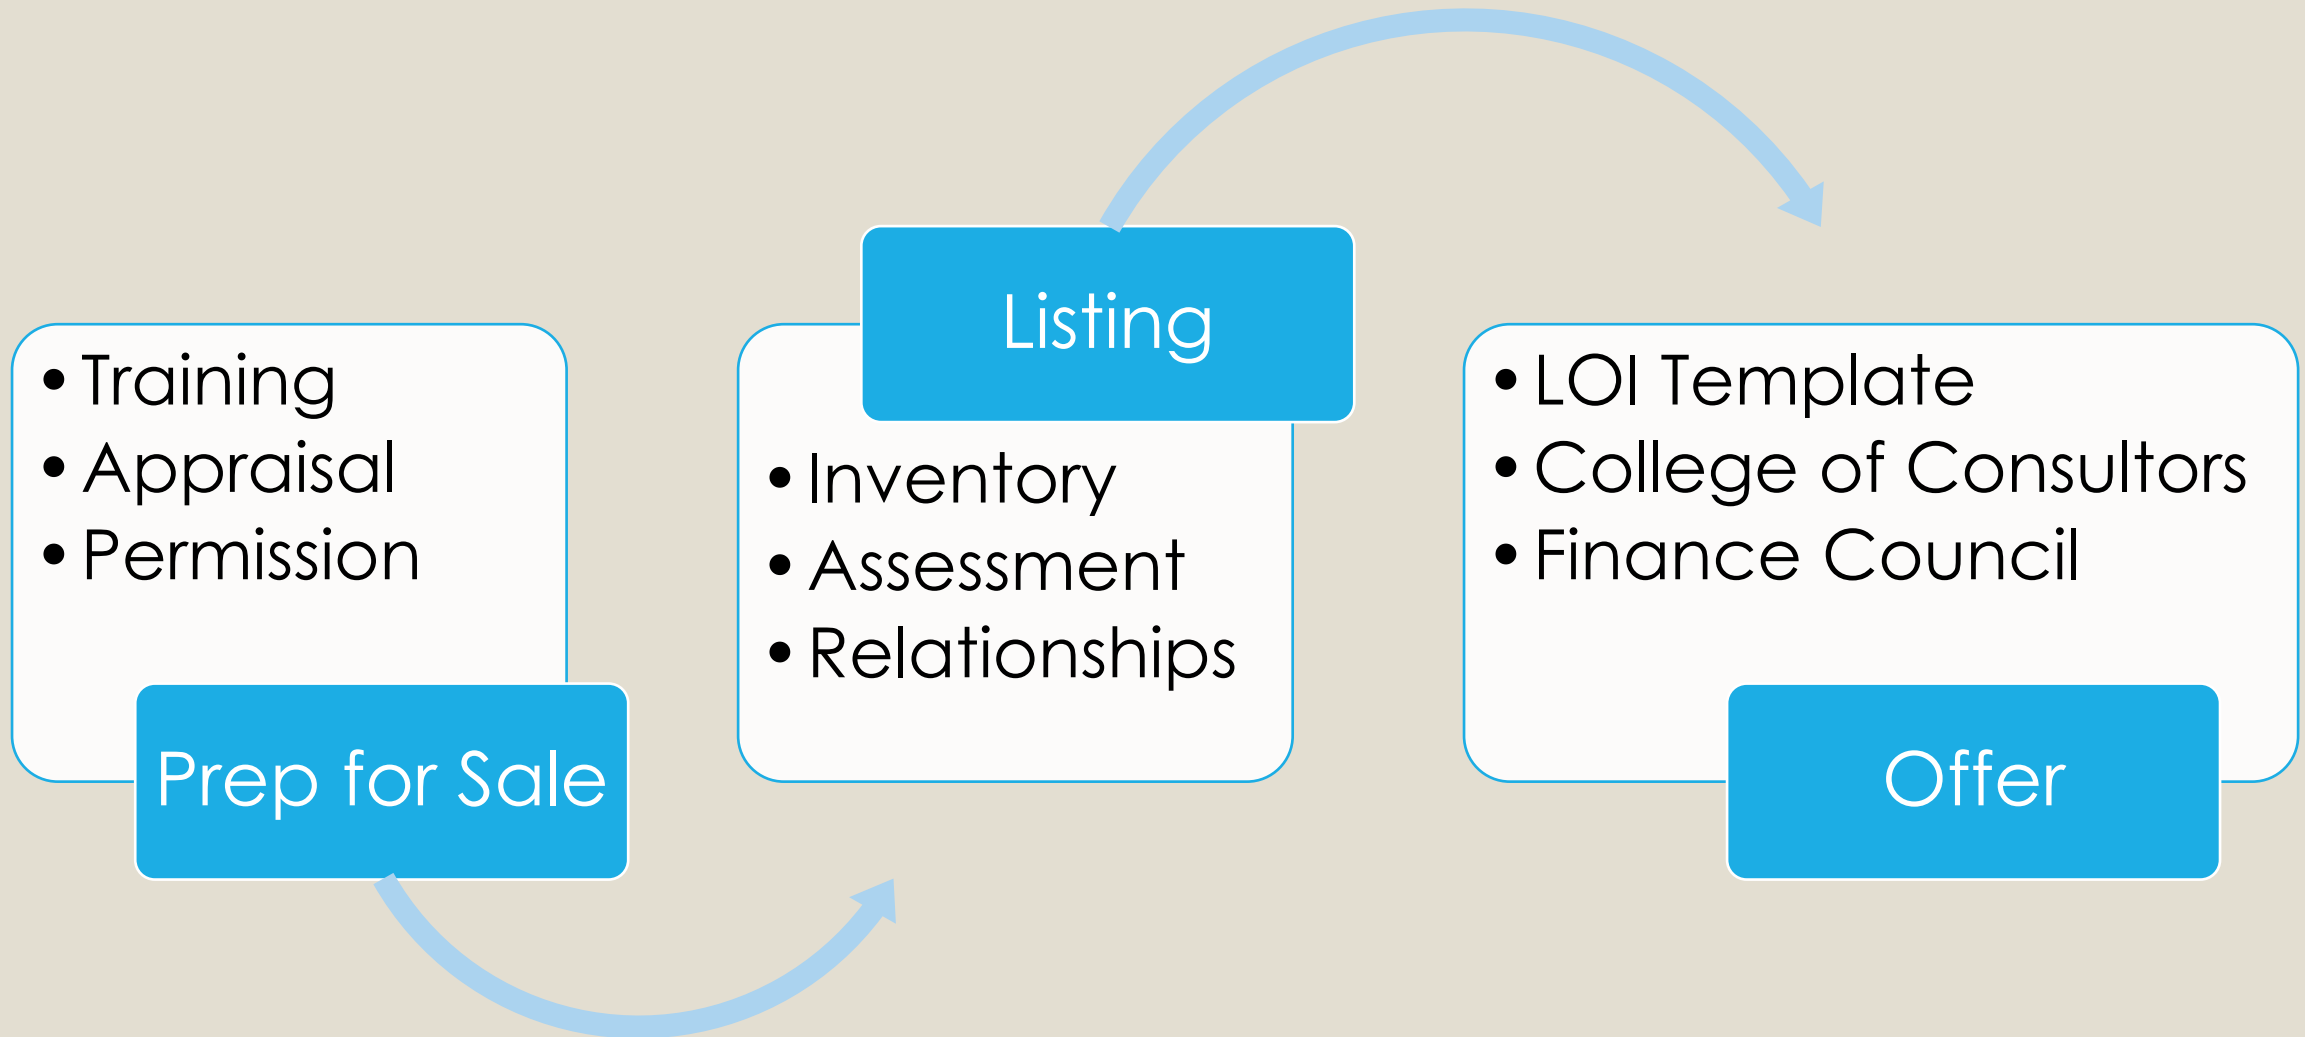 • Training
• Appraisal
• Permission
Prep for Sale
Listing
• Inventory
• Assessment
• Relationships
• LOI Template
• College of Consultors
• Finance Council
Offer